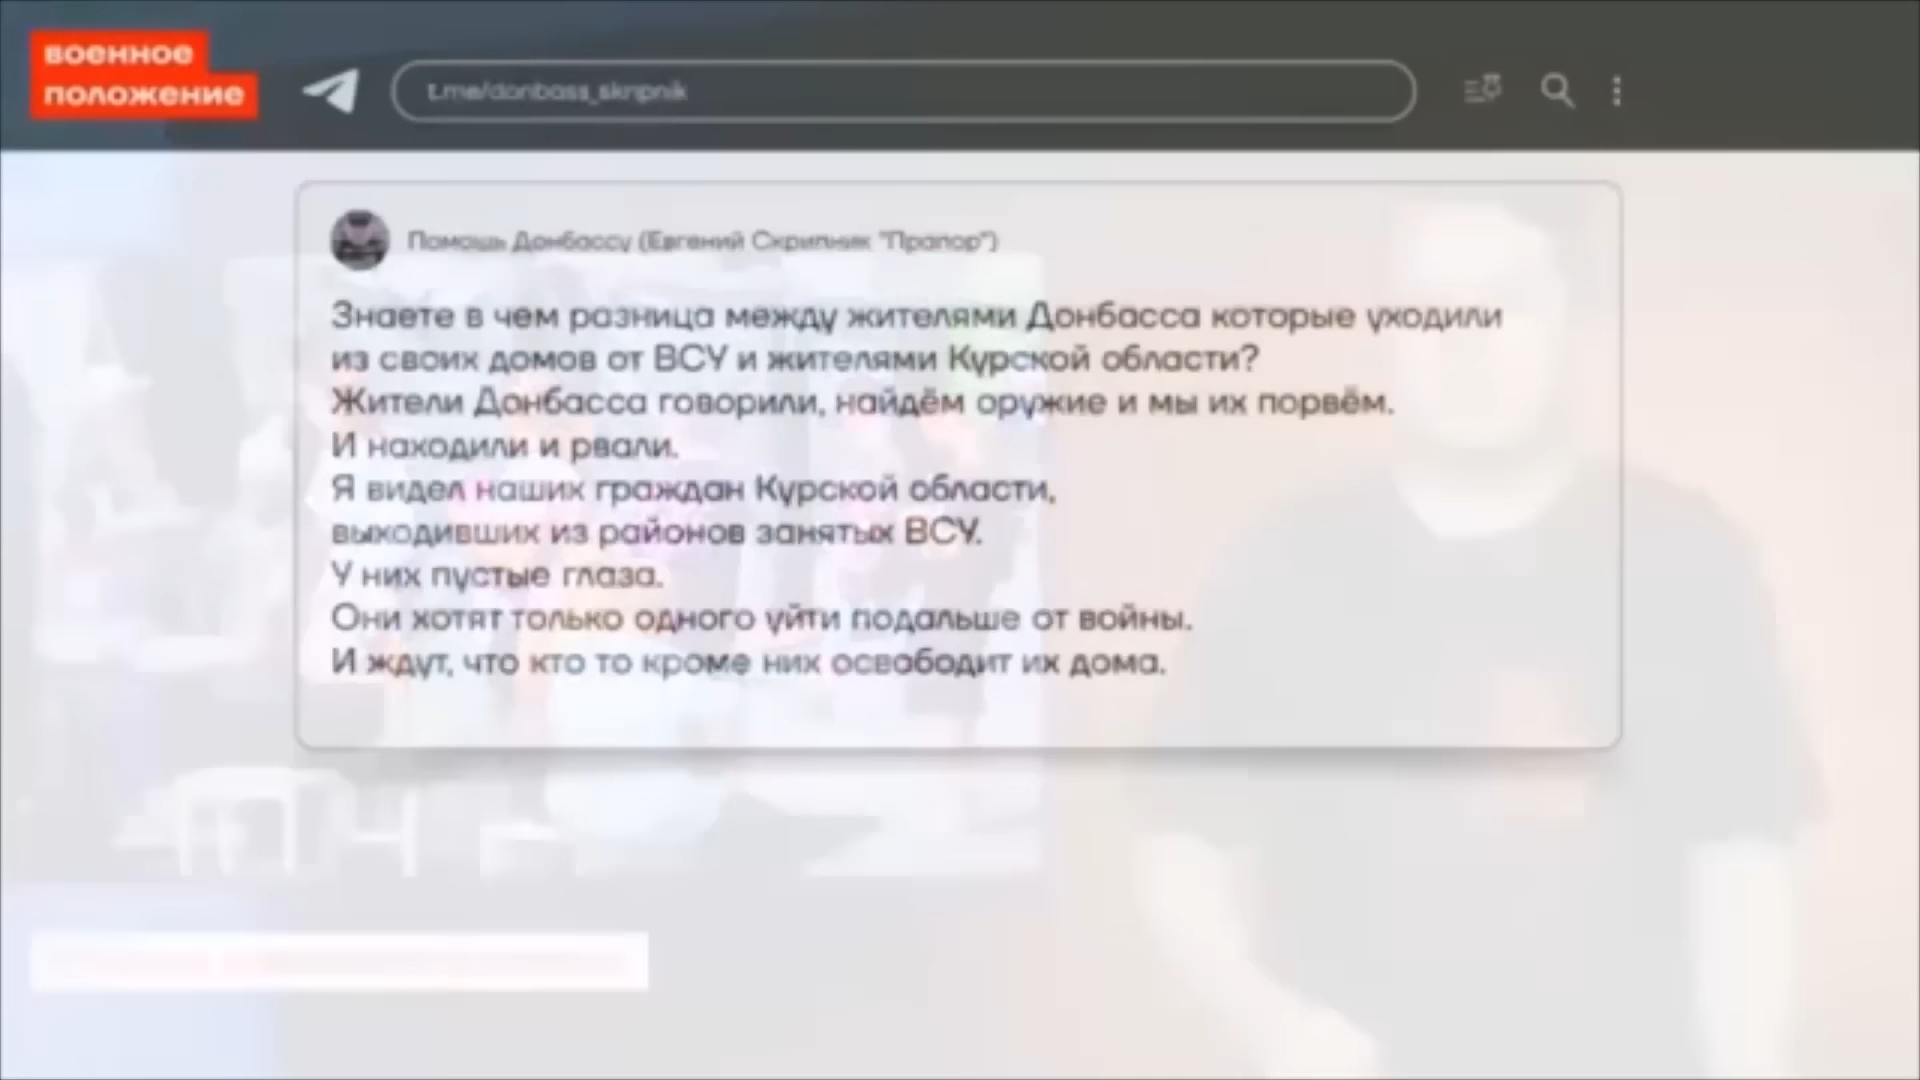 военное
положение
t.me/donbass_skripnik
Помощь Донбассу (Евгений Скрипник "Прапор")
Знаете в чем разница между жителями Донбасса которые уходили
из своих домов от ВСУ и жителями Курской области?
Жители Донбасса говорили, найдём оружие и мы их порвём.
И находили и рвали.
Я видел наших граждан Курской области,
выходивших из районов занятых ВСУ.
У них пустые глаза.
Они хотят только одного уйти подальше от войны.
И ждут, что кто то кроме них освободит их дома.